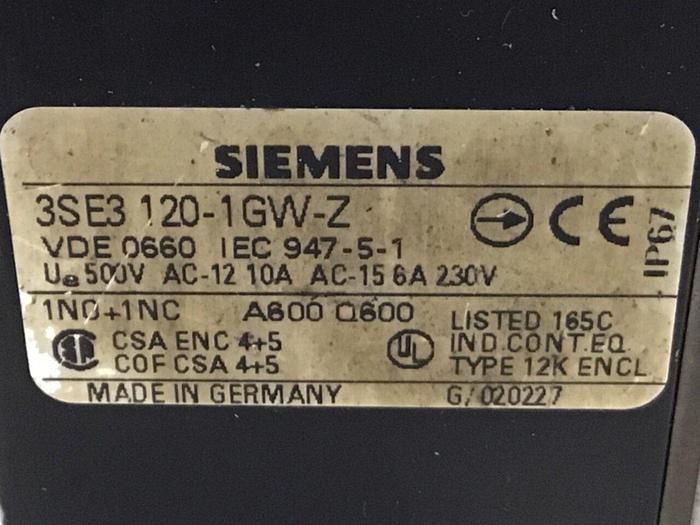 SIEMENS
3SE3 120-1GW-Z
CE
IP67
VDE 0660 IEC 947-5-1
Ue 500V AC-12 10A AC-15 6A 230V
1NO+1NC A600 Q600
CSA ENC 4+5
COF CSA 4+5
UL
LISTED 165C
IND.CONT.EQ.
TYPE 12K ENCL
MADE IN GERMANY G/020227